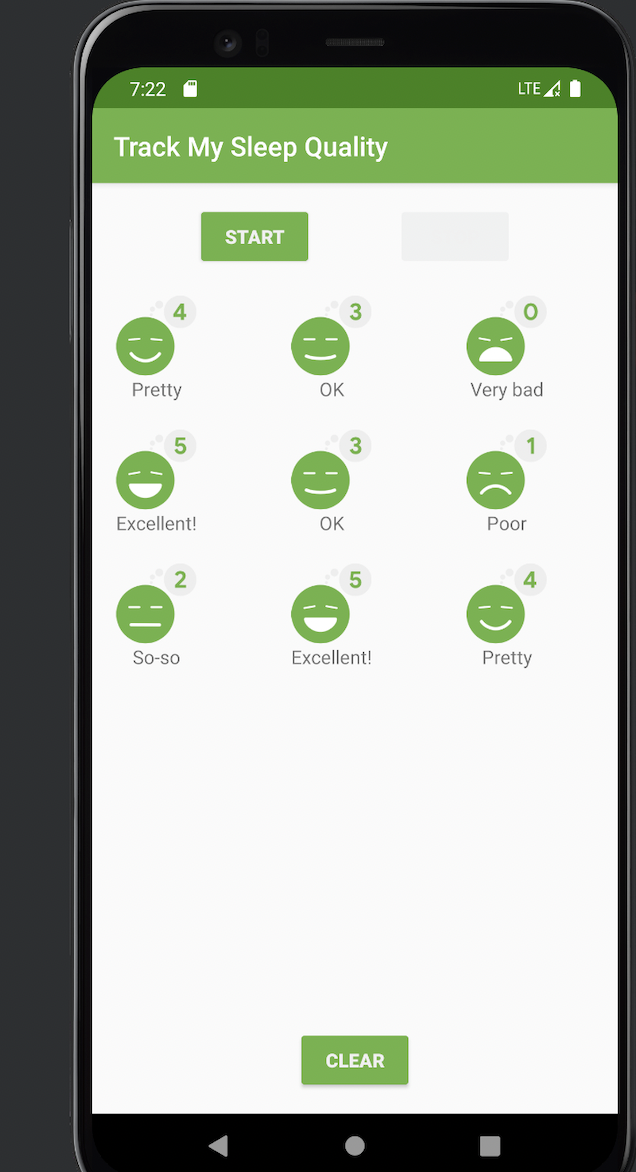 7:22 LTE
Track My Sleep Quality
START
4 3 0
Pretty OK Very bad
5 3 1
Excellent! OK Poor
2 5 4
So-so Excellent! Pretty
CLEAR